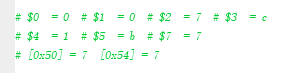 # $0 = 0 # $1 = 0 # $2 = 7 # $3 = c
# $4 = 1 # $5 = b # $7 = 7
# [0x50] = 7 [0x54] = 7